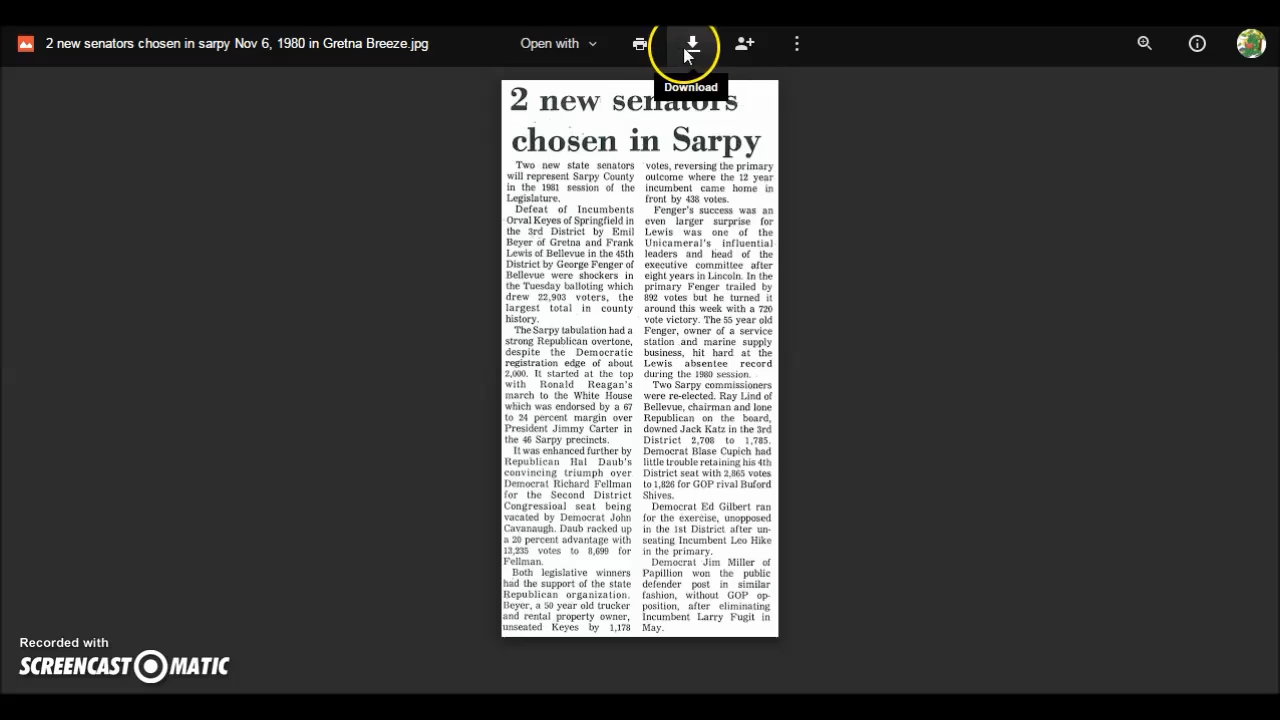 2 new senators chosen in sarpy Nov 6, 1980 in Gretna Breeze.jpg
Open with
Download
2 new senators
chosen in Sarpy
Two new state senators
will represent Sarpy County
in the 1981 session of the
Legislature.
Defeat of Incumbents
Orval Keyes of Springfield in
the 3rd District by Emil
Beyer of Gretna and Frank
Lewis of Bellevue in the 45th
District by George Fenger of
Bellevue were shockers in
the Tuesday balloting which
drew 22,903 voters, the
largest total in county
history.
The Sarpy tabulation had a
strong Republican overtone,
despite the Democratic
registration edge of about
2,000. It started at the top
with Ronald Reagan's
march to the White House
which was endorsed by a 67
to 24 percent margin over
President Jimmy Carter in
the 46 Sarpy precincts.
It was enhanced further by
Republican Hal Daub's
convincing triumph over
Democrat Richard Fellman
for the Second District
Congressioal seat being
vacated by Democrat John
Cavanaugh. Daub racked up
a 20 percent advantage with
13,235 votes to 8,699 for
Fellman.
Both legislative winners
had the support of the state
Republican organization.
Beyer, a 50 year old trucker
and rental property owner,
unseated Keyes by 1,178
votes, reversing the primary
outcome where the 12 year
incumbent came home in
front by 438 votes.
Fenger's success was an
even larger surprise for
Lewis was one of the
Unicameral's influential
leaders and head of the
executive committee after
eight years in Lincoln. In the
primary Fenger trailed by
892 votes but he turned it
around this week with a 720
vote victory. The 55 year old
Fenger, owner of a service
station and marine supply
business, hit hard at the
Lewis absentee record
during the 1980 session.
Two Sarpy commissioners
were re-elected. Ray Lind of
Bellevue, chairman and lone
Republican on the board,
downed Jack Katz in the 3rd
District 2,708 to 1,785.
Democrat Blase Cupich had
little trouble retaining his 4th
District seat with 2,865 votes
to 1,826 for GOP rival Buford
Shives.
Democrat Ed Gilbert ran
for the exercise, unopposed
in the 1st District after un-
seating Incumbent Leo Hike
in the primary.
Democrat Jim Miller of
Papillion won the public
defender post in similar
fashion, without GOP op-
position, after eliminating
Incumbent Larry Fugit in
May.
Recorded with
SCREENCAST MATIC